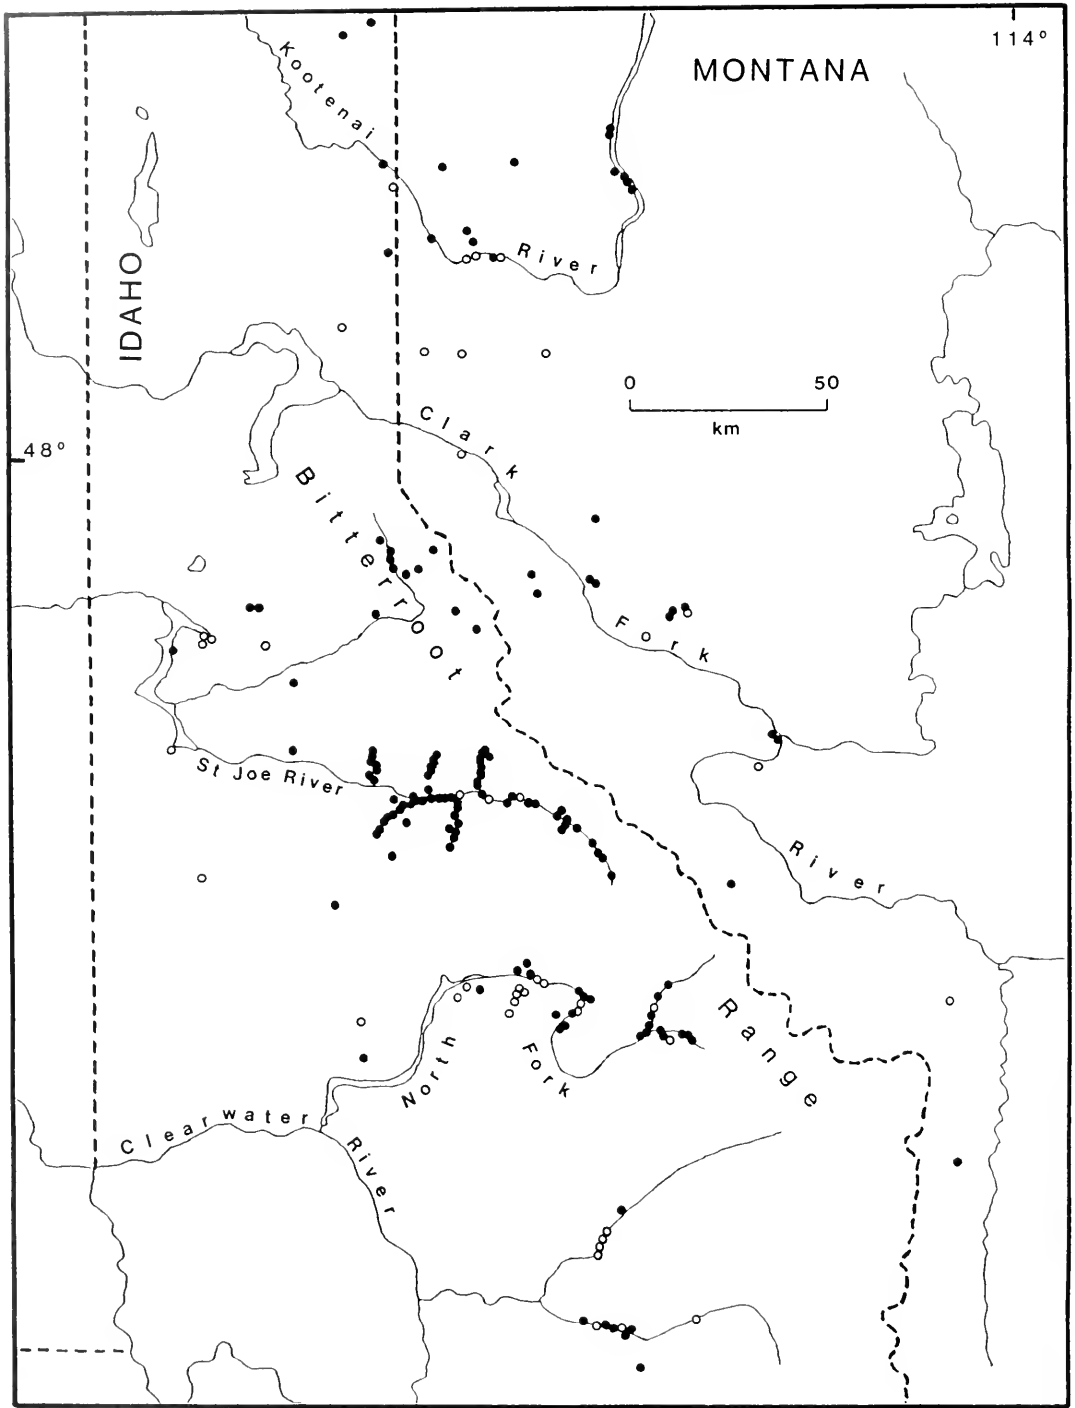 114°
MONTANA
Kootenai
River
IDAHO
0 50
km
Clark
48°
Bitterroot
Fork
St Joe River
River
Range
North
Fork
Clearwater
River